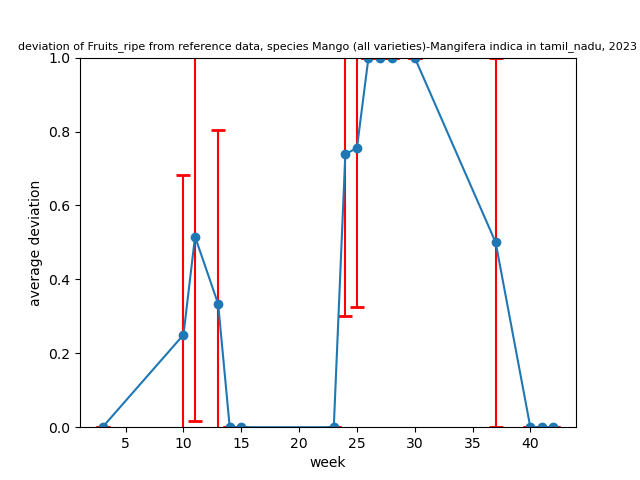 deviation of Fruits_ripe from reference data, species Mango (all varieties)-Mangifera indica in tamil_nadu, 2023
1.0
0.8
0.6
0.4
0.2
0.0
average deviation
5 10 15 20 25 30 35 40
week